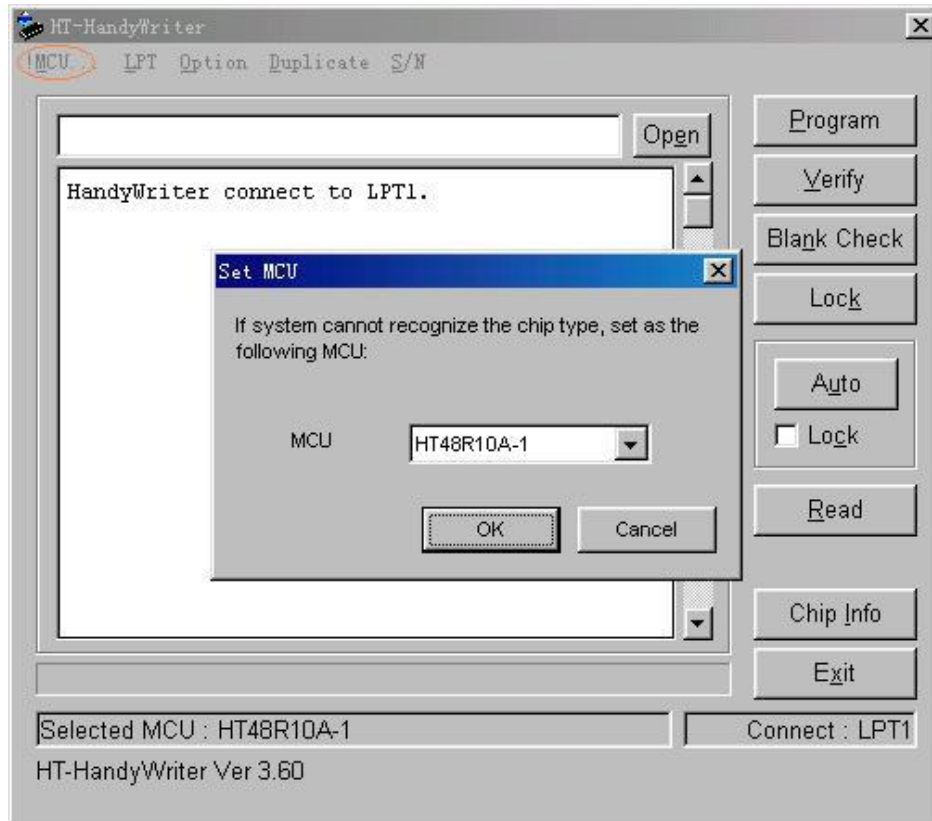 HT-HandyWriter
!MCU... LPT Option Duplicate S/N
Open
HandyWriter connect to LPT1.
Set MCU
If system cannot recognize the chip type, set as the
following MCU:
MCU HT48R10A-1
OK Cancel
Program
Verify
Blank Check
Lock
Auto
Lock
Read
Chip Info
Exit
Selected MCU : HT48R10A-1 Connect : LPT1
HT-HandyWriter Ver 3.60